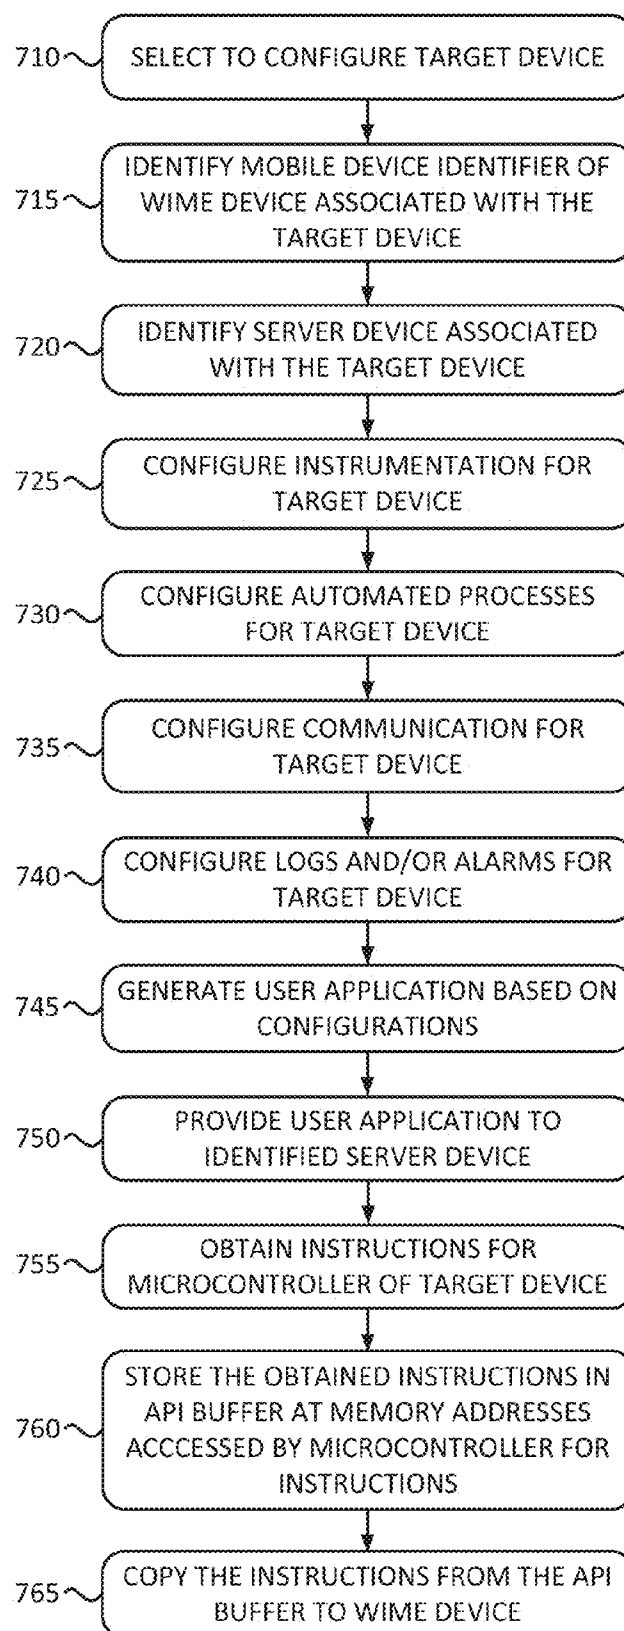 710 SELECT TO CONFIGURE TARGET DEVICE
IDENTIFY MOBILE DEVICE IDENTIFIER OF
715 WIME DEVICE ASSOCIATED WITH THE
TARGET DEVICE
720 IDENTIFY SERVER DEVICE ASSOCIATED
WITH THE TARGET DEVICE
725 CONFIGURE INSTRUMENTATION FOR
TARGET DEVICE
730 CONFIGURE AUTOMATED PROCESSES
FOR TARGET DEVICE
735 CONFIGURE COMMUNICATION FOR
TARGET DEVICE
740 CONFIGURE LOGS AND/OR ALARMS FOR
TARGET DEVICE
745 GENERATE USER APPLICATION BASED ON
CONFIGURATIONS
750 PROVIDE USER APPLICATION TO
IDENTIFIED SERVER DEVICE
755 OBTAIN INSTRUCTIONS FOR
MICROCONTROLLER OF TARGET DEVICE
STORE THE OBTAINED INSTRUCTIONS IN
760 API BUFFER AT MEMORY ADDRESSES
ACCCESSED BY MICROCONTROLLER FOR
INSTRUCTIONS
765 COPY THE INSTRUCTIONS FROM THE API
BUFFER TO WIME DEVICE